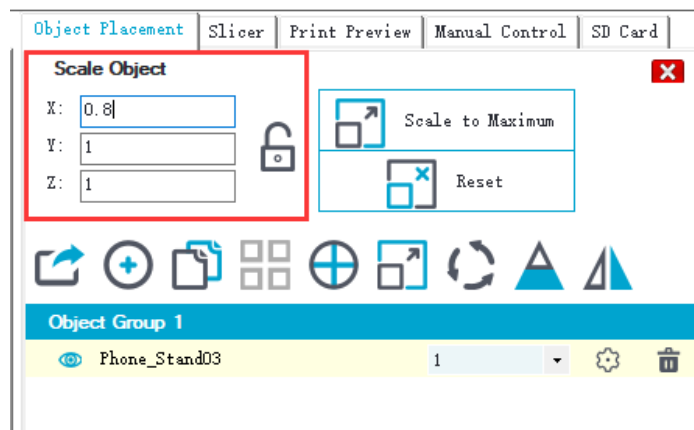 Object Placement Slicer Print Preview Manual Control SD Card
Scale Object
X: 0.8
Y: 1
Z: 1
Scale to Maximum
Reset
Object Group 1
Phone_Stand03 1